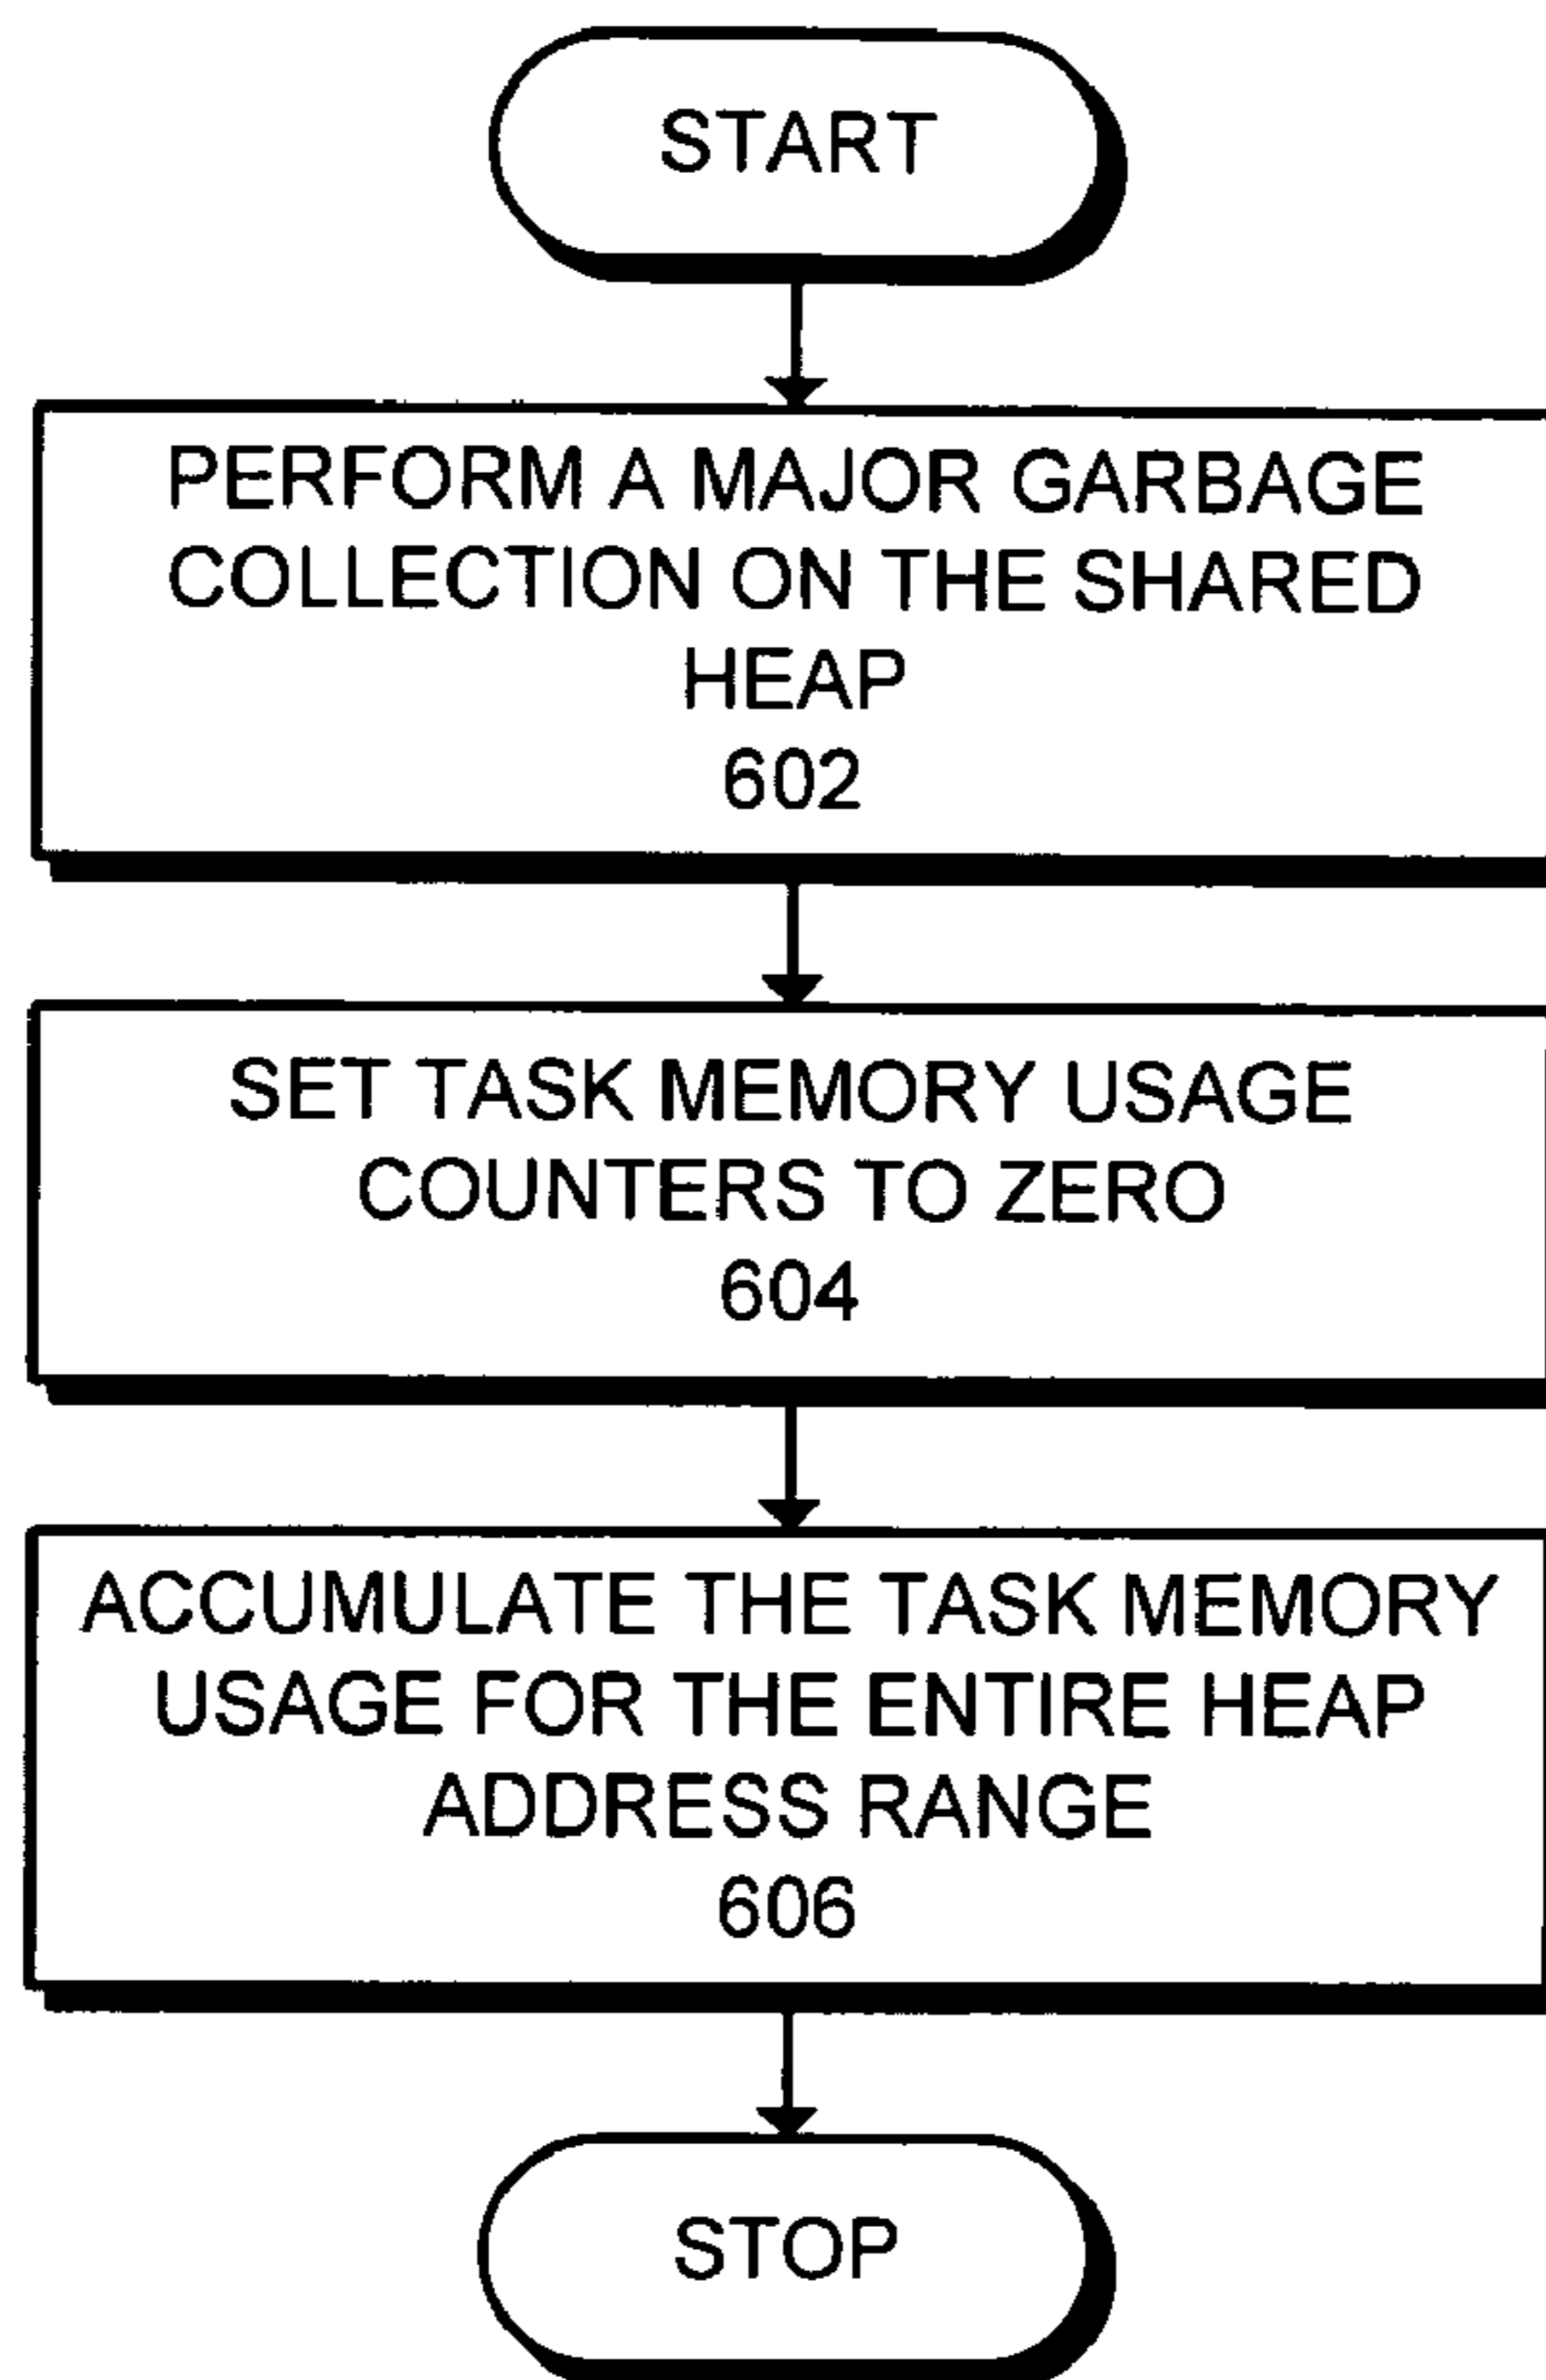 START
PERFORM A MAJOR GARBAGE
COLLECTION ON THE SHARED
HEAP
602
SET TASK MEMORY USAGE
COUNTERS TO ZERO
604
ACCUMULATE THE TASK MEMORY
USAGE FOR THE ENTIRE HEAP
ADDRESS RANGE
606
STOP